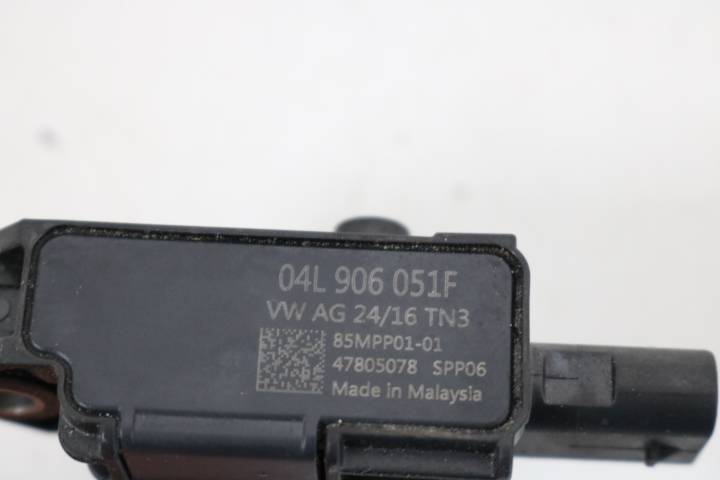 04L 906 051F
VW AG 24/16 TN3
85MPP01-01
47805078 SPP06
Made in Malaysia